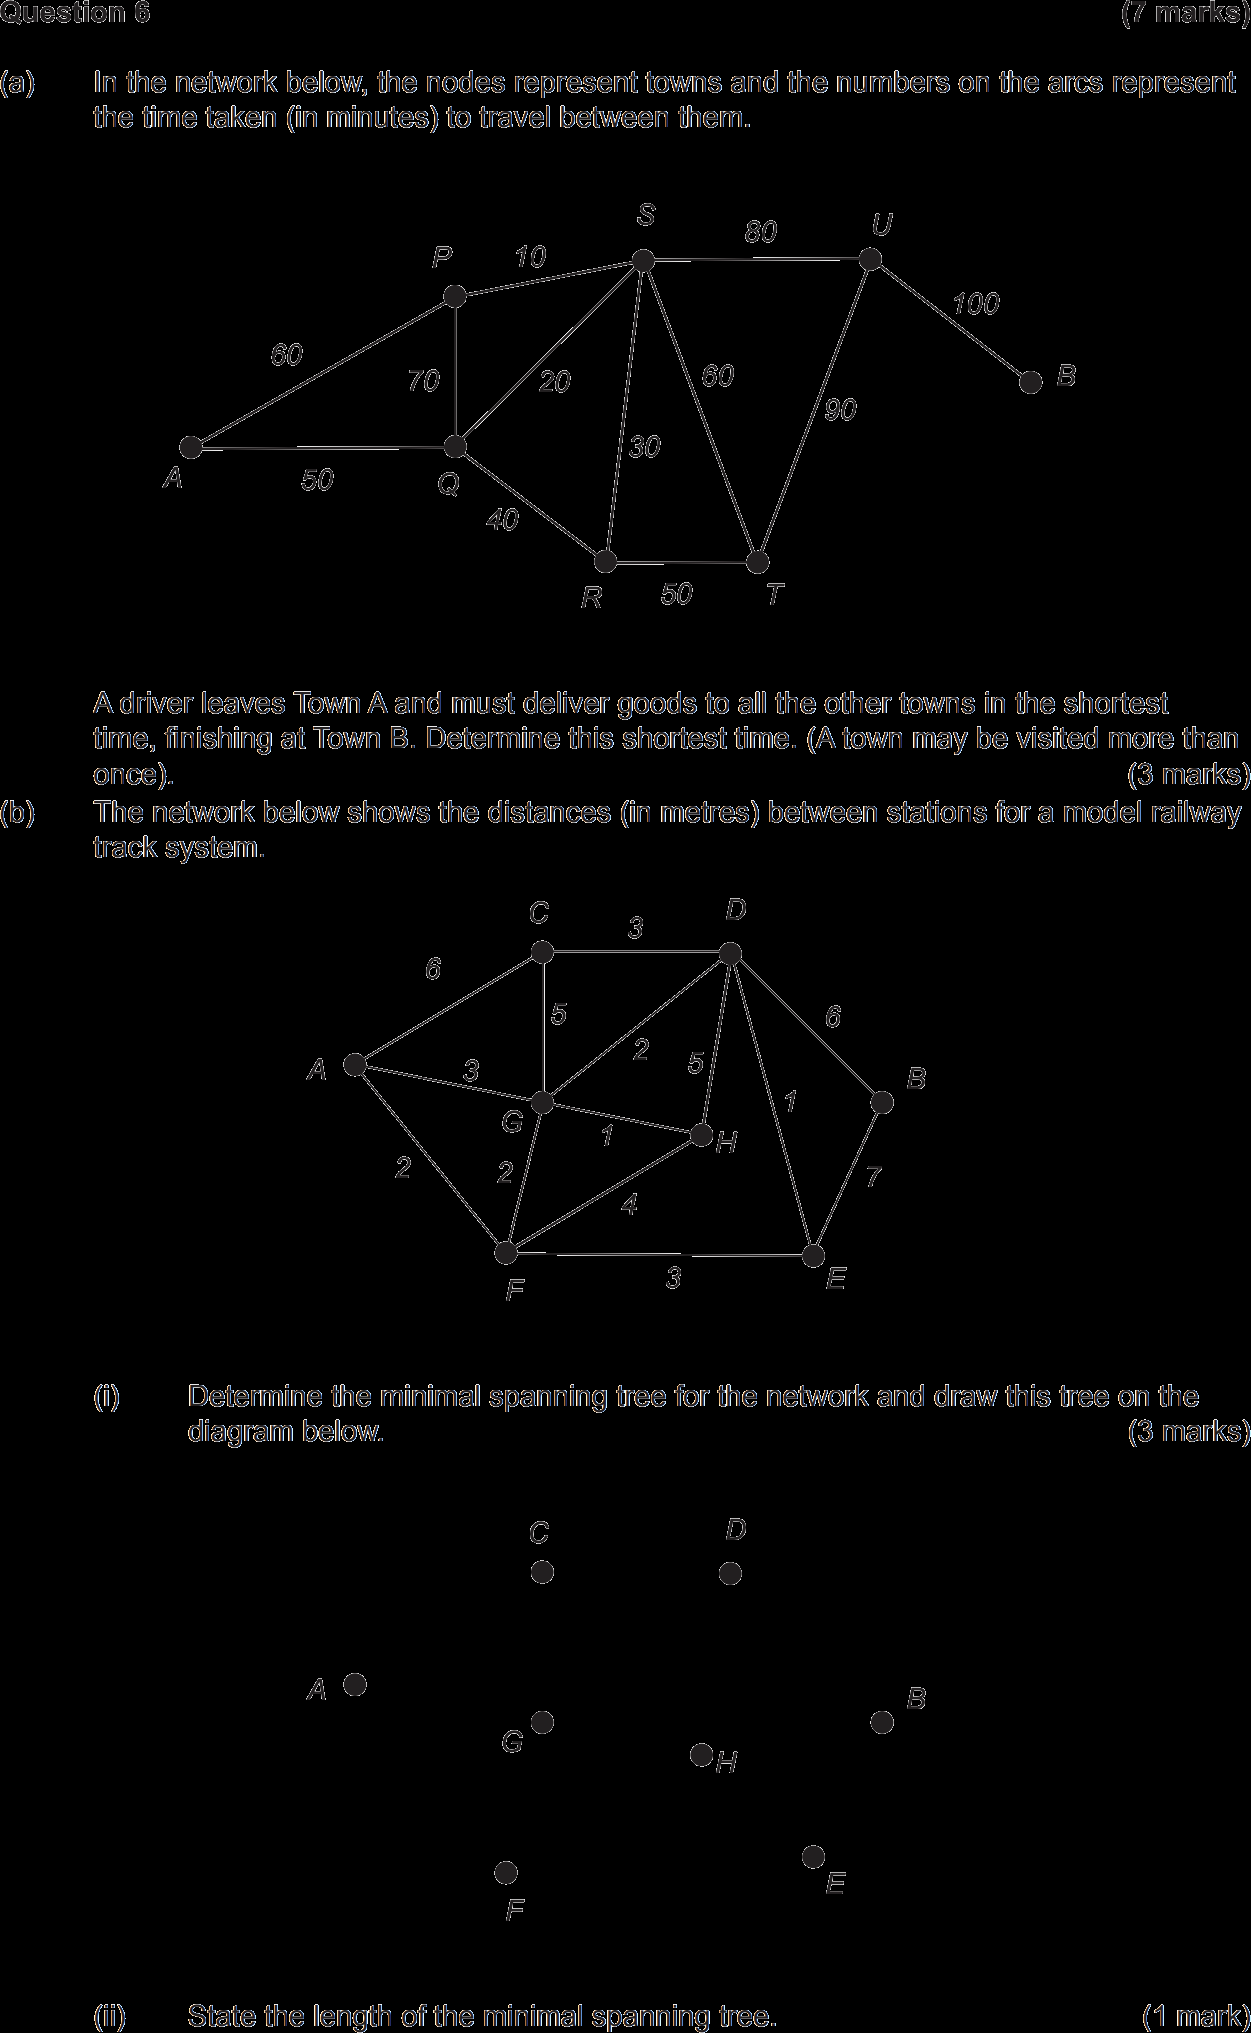 Question 6 (7 marks)
(a) In the network below, the nodes represent towns and the numbers on the arcs represent
the time taken (in minutes) to travel between them.
S
U
80
P
10
100
60
70
20
60
B
90
30
A
50
Q
40
R
50
T
A driver leaves Town A and must deliver goods to all the other towns in the shortest
time, finishing at Town B. Determine this shortest time. (A town may be visited more than
once). (3 marks)
(b) The network below shows the distances (in metres) between stations for a model railway
track system.
C
D
3
6
5
6
2
5
A
3
B
1
G
1
H
2
2
7
4
3
F
E
(i) Determine the minimal spanning tree for the network and draw this tree on the
diagram below. (3 marks)
C
D
A
B
G
H
E
F
(ii) State the length of the minimal spanning tree. (1 mark)